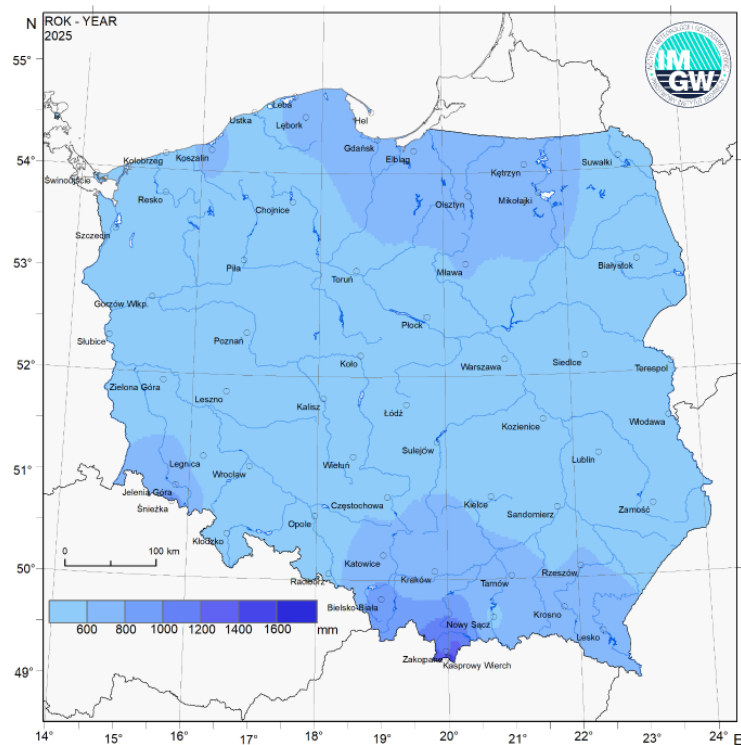 ROK - YEAR
2025
IM
GW
55°
Łeba
Ustka
Hel
Lębork
Gdańsk
54°
Koszalin
Kołobrzeg
Elbląg
Suwałki
Kętrzyn
Świnoujście
Resko
Mikołajki
Olsztyn
Chojnice
Szczecin
53°
Piła
Białystok
Mława
Toruń
Gorzów Wlkp.
Płock
Słubice
Poznań
52°
Koło
Warszawa
Siedlce
Terespol
Zielona Góra
Leszno
Kalisz
Łódź
Kozienice
Włodawa
Sulejów
51°
Legnica
Wrocław
Wieluń
Lublin
Jelenia Góra
Śnieżka
Częstochowa
Kielce
Sandomierz
Zamość
Opole
Kłodzko
0
100 km
50°
Katowice
Racibórz
Kraków
Tarnów
Rzeszów
Bielsko-Biała
Krosno
Nowy Sącz
Lesko
600 800 1000 1200 1400 1600 mm
Zakopane
Kasprowy Wierch
49°
14° 15° 16° 17° 18° 19° 20° 21° 22° 23° 24° E